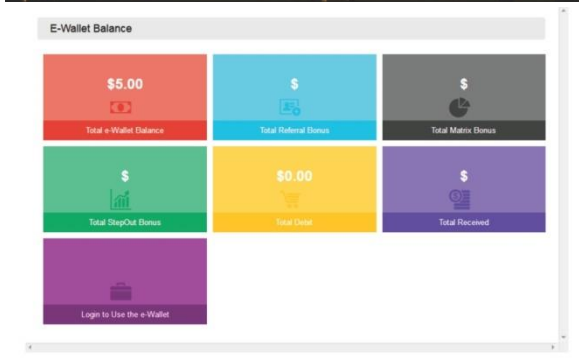 E-Wallet Balance
$5.00
Total e-Wallet Balance
$
Total Referral Bonus
$
Total Matrix Bonus
$
Total StepOut Bonus
$0.00
Total Debit
$
Total Received
Login to Use the e-Wallet